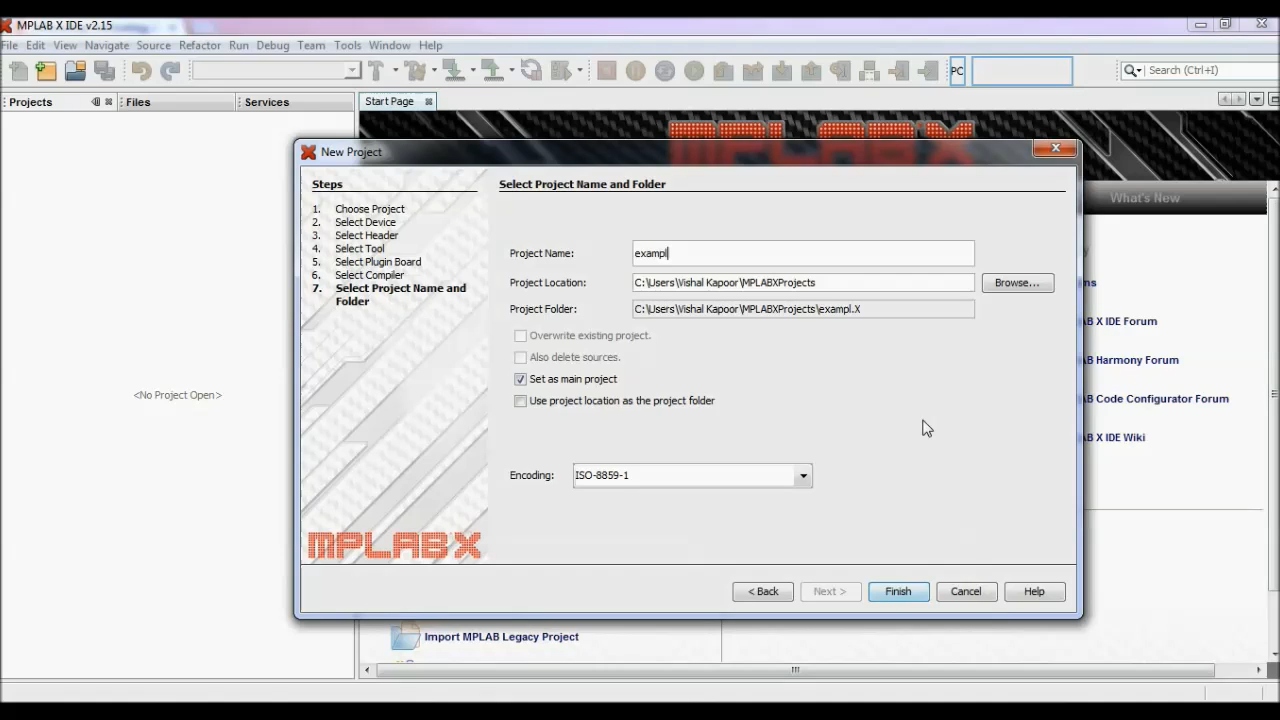 MPLAB X IDE v2.15
File Edit View Navigate Source Refactor Run Debug Team Tools Window Help
PC
Search (Ctrl+I)
Projects
Files
Services
Start Page
What's New
New Project
Steps
1. Choose Project
2. Select Device
3. Select Header
4. Select Tool
5. Select Plugin Board
6. Select Compiler
7. Select Project Name and
Folder
MPLAB X
Select Project Name and Folder
Project Name: exampl
Project Location: C:\Users\Vishal Kapoor\MPLABXProjects Browse...
Project Folder: C:\Users\Vishal Kapoor\MPLABXProjects\exampl.X
Overwrite existing project.
Also delete sources.
Set as main project
Use project location as the project folder
Encoding: ISO-8859-1
< Back Next > Finish Cancel Help
<No Project Open>
B X IDE Forum
AB Harmony Forum
AB Code Configurator Forum
B X IDE Wiki
Import MPLAB Legacy Project